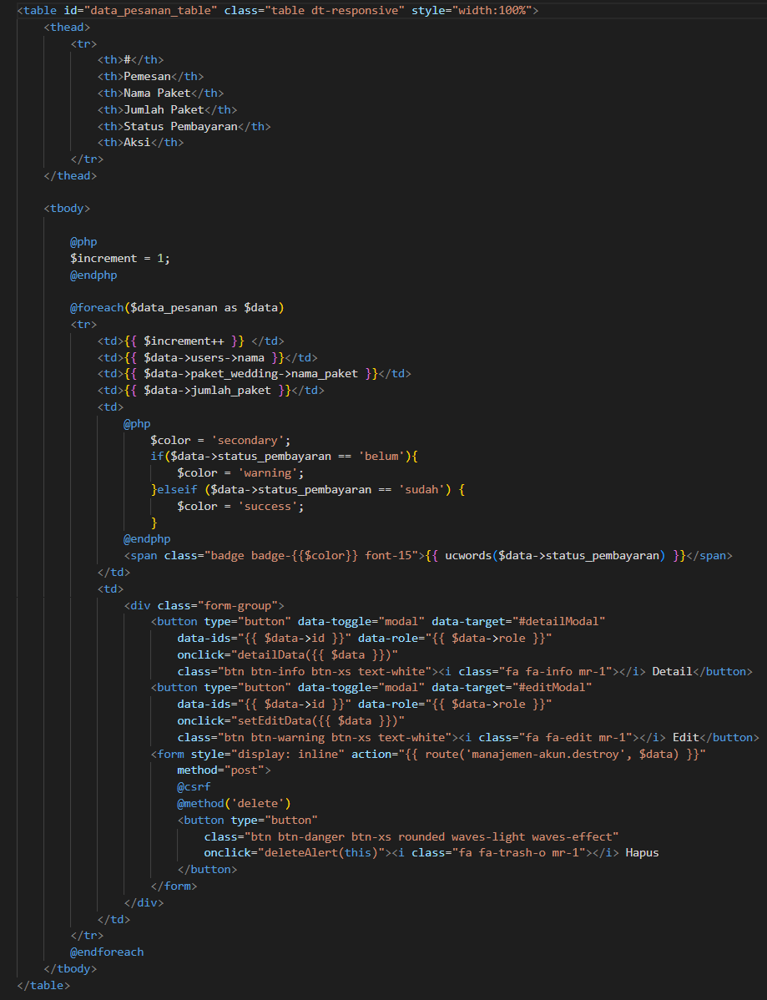 <table id="data_pesanan_table" class="table dt-responsive" style="width:100%">
    <thead>
        <tr>
            <th>#</th>
            <th>Pemesan</th>
            <th>Nama Paket</th>
            <th>Jumlah Paket</th>
            <th>Status Pembayaran</th>
            <th>Aksi</th>
        </tr>
    </thead>

    <tbody>

        @php
        $increment = 1;
        @endphp

        @foreach($data_pesanan as $data)
        <tr>
            <td>{{ $increment++ }} </td>
            <td>{{ $data->users->nama }}</td>
            <td>{{ $data->paket_wedding->nama_paket }}</td>
            <td>{{ $data->jumlah_paket }}</td>
            <td>
                @php
                    $color = 'secondary';
                    if($data->status_pembayaran == 'belum'){
                        $color = 'warning';
                    }elseif ($data->status_pembayaran == 'sudah') {
                        $color = 'success';
                    }
                @endphp
                <span class="badge badge-{{$color}} font-15">{{ ucwords($data->status_pembayaran) }}</span>
            </td>
            <td>
                <div class="form-group">
                    <button type="button" data-toggle="modal" data-target="#detailModal"
                        data-ids="{{ $data->id }}" data-role="{{ $data->role }}"
                        onclick="detailData({{ $data }})"
                        class="btn btn-info btn-xs text-white"><i class="fa fa-info mr-1"></i> Detail</button>
                    <button type="button" data-toggle="modal" data-target="#editModal"
                        data-ids="{{ $data->id }}" data-role="{{ $data->role }}"
                        onclick="setEditData({{ $data }})"
                        class="btn btn-warning btn-xs text-white"><i class="fa fa-edit mr-1"></i> Edit</button>
                    <form style="display: inline" action="{{ route('manajemen-akun.destroy', $data) }}"
                        method="post">
                        @csrf
                        @method('delete')
                        <button type="button"
                            class="btn btn-danger btn-xs rounded waves-light waves-effect"
                            onclick="deleteAlert(this)"><i class="fa fa-trash-o mr-1"></i> Hapus
                        </button>
                    </form>
                </div>
            </td>
        </tr>
        @endforeach
    </tbody>
</table>